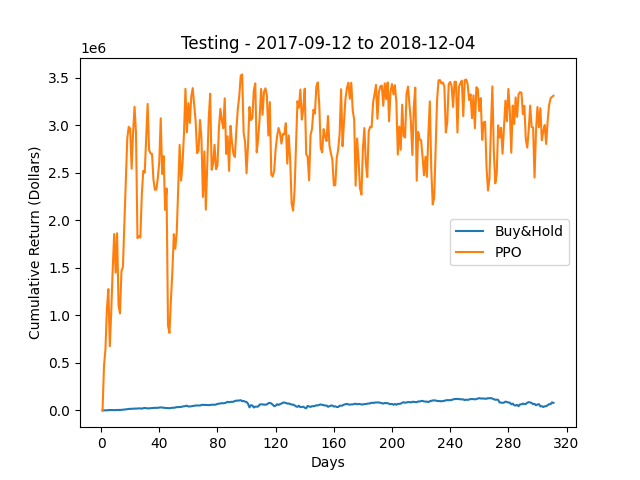 Testing - 2017-09-12 to 2018-12-04
1e6
3.5
3.0
2.5
2.0
1.5
1.0
0.5
0.0
Cumulative Return (Dollars)
Buy&Hold
PPO
0 40 80 120 160 200 240 280 320
Days